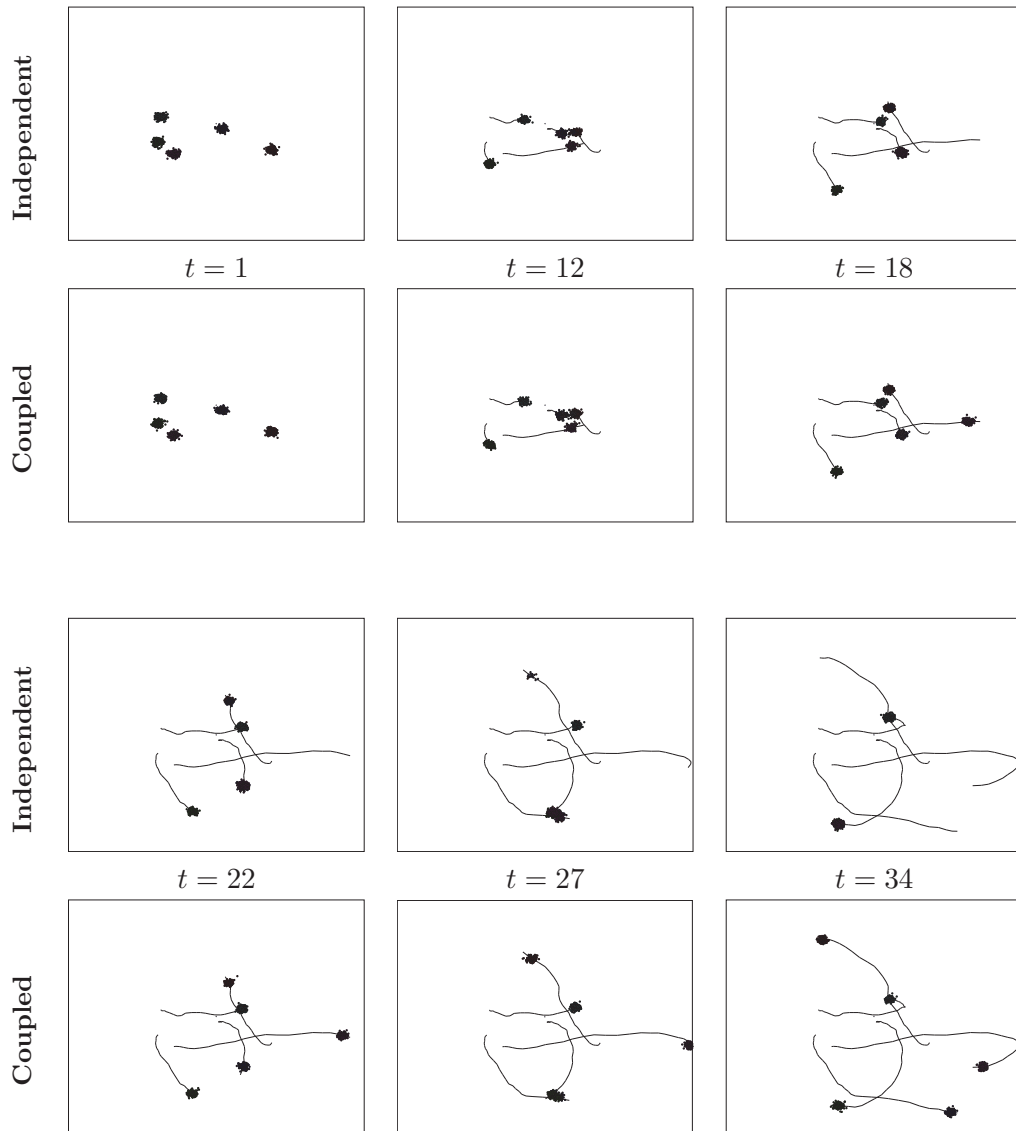 Independent
t = 1
t = 12
t = 18
Coupled
Independent
t = 22
t = 27
t = 34
Coupled